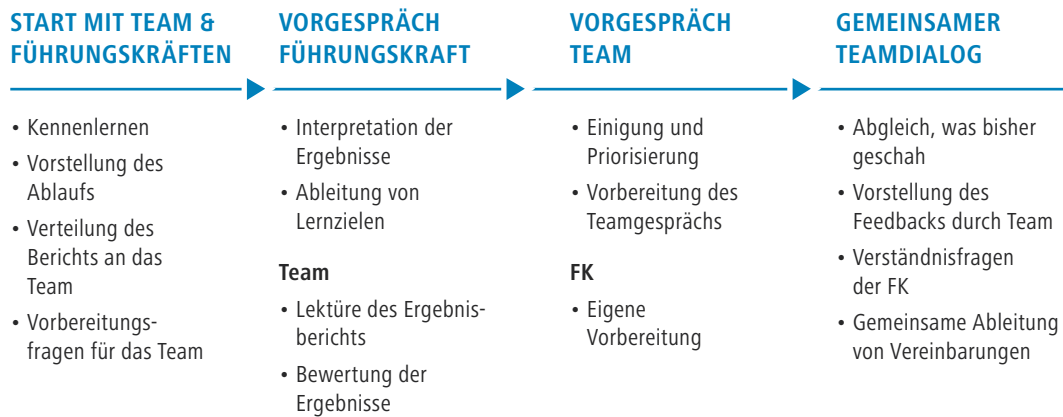 START MIT TEAM &
FÜHRUNGSKRÄFTEN
• Kennenlernen
• Vorstellung des
Ablaufs
• Verteilung des
Berichts an das
Team
• Vorbereitungs-
fragen für das Team
VORGESPRÄCH
FÜHRUNGSKRAFT
• Interpretation der
Ergebnisse
• Ableitung von
Lernzielen
Team
• Lektüre des Ergebnis-
berichts
• Bewertung der
Ergebnisse
VORGESPRÄCH
TEAM
• Einigung und
Priorisierung
• Vorbereitung des
Teamgesprächs
FK
• Eigene
Vorbereitung
GEMEINSAMER
TEAMDIALOG
• Abgleich, was bisher
geschah
• Vorstellung des
Feedbacks durch Team
• Verständnisfragen
der FK
• Gemeinsame Ableitung
von Vereinbarungen